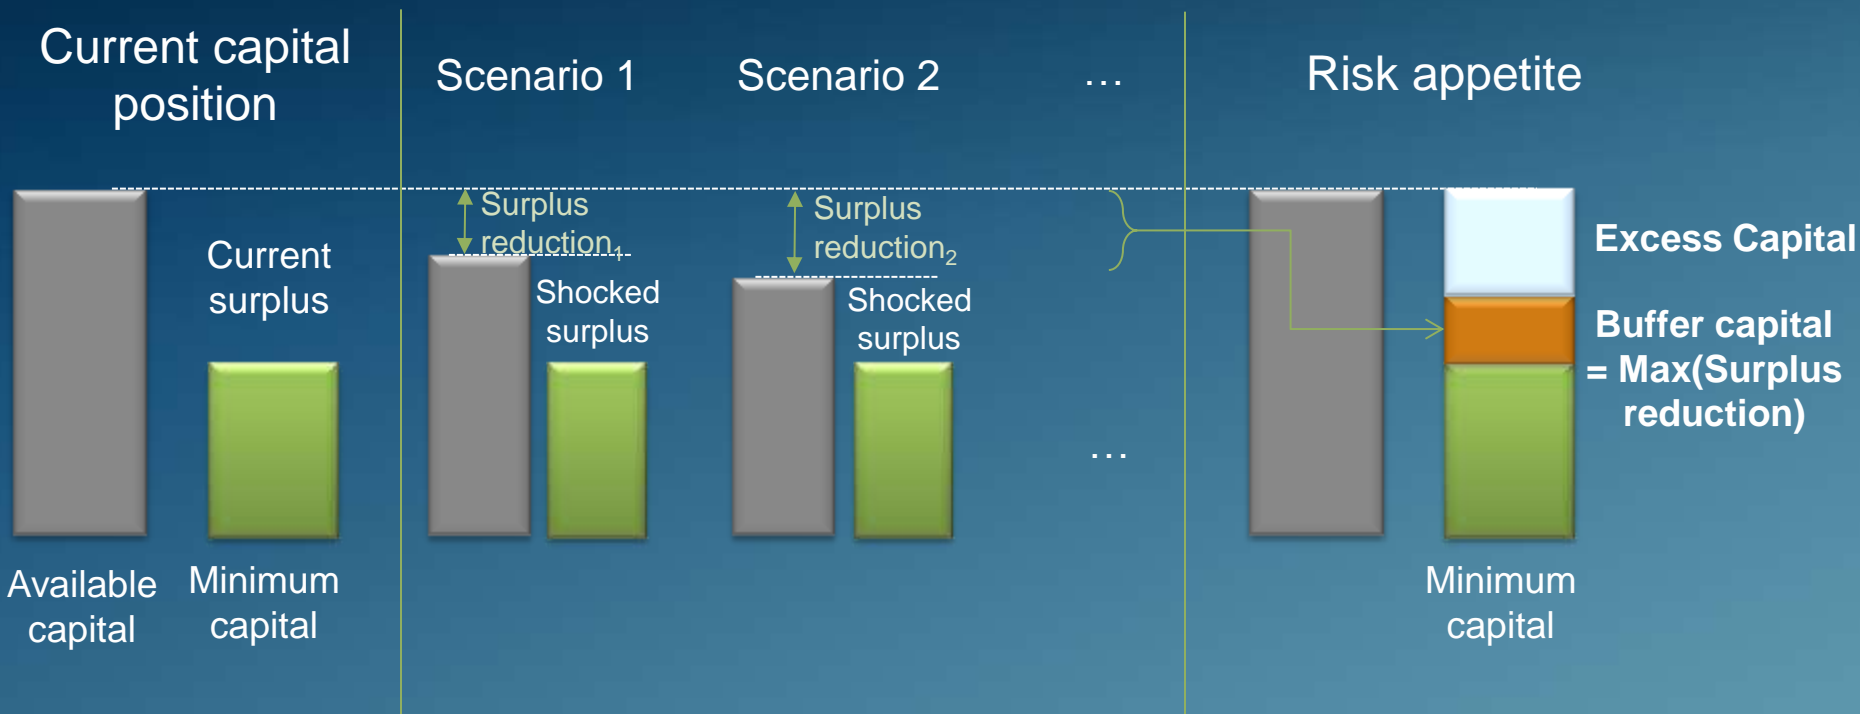 Current capital
position
Scenario 1
Scenario 2
...
Risk appetite
Current
surplus
Available
capital
Minimum
capital
Surplus
reduction1
Shocked
surplus
Surplus
reduction2
Shocked
surplus
...
Excess Capital
Buffer capital
= Max(Surplus
reduction)
Minimum
capital